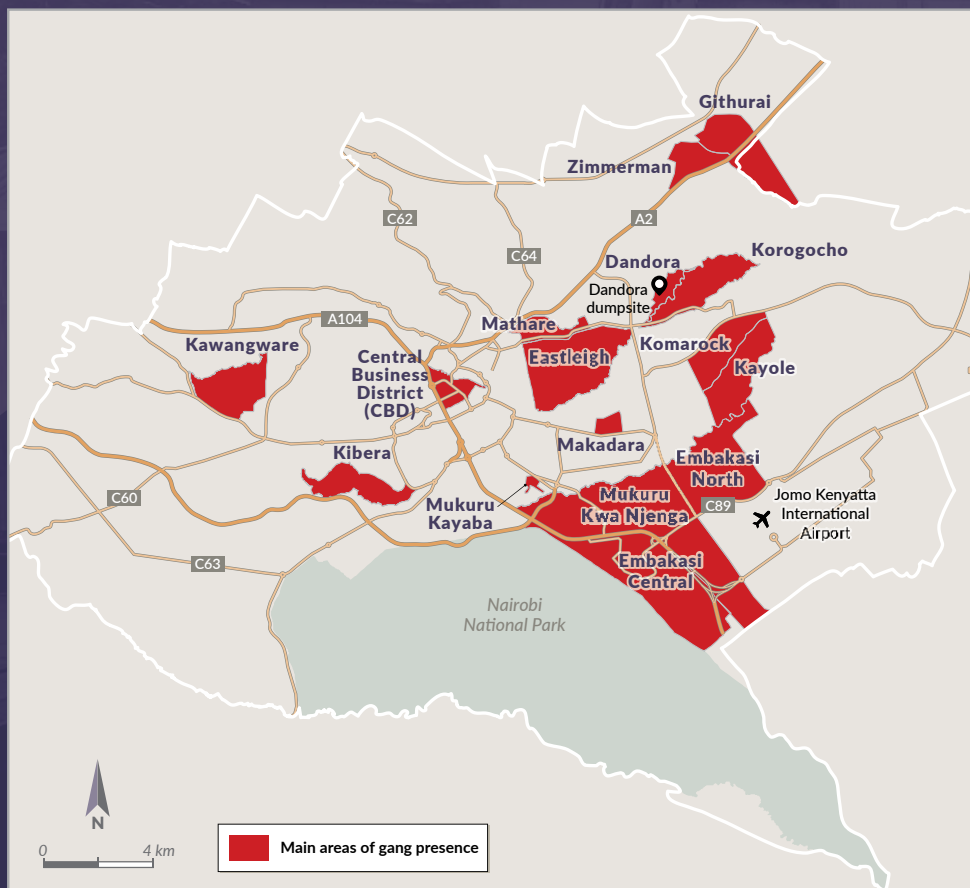 Githurai
Zimmerman
C62
A2
C64
Dandora
Korogocho
Dandora
dumpsite
A104
Mathare
Kawangware
Komarock
Eastleigh
Central
Business
District
(CBD)
Kayole
Makadara
Kibera
Embakasi
North
C60
Mukuru
Kayaba
Mukuru
Kwa Njenga
C89
Jomo Kenyatta
International
Airport
C63
Embakasi
Central
Nairobi
National Park
N
0
4 km
Main areas of gang presence